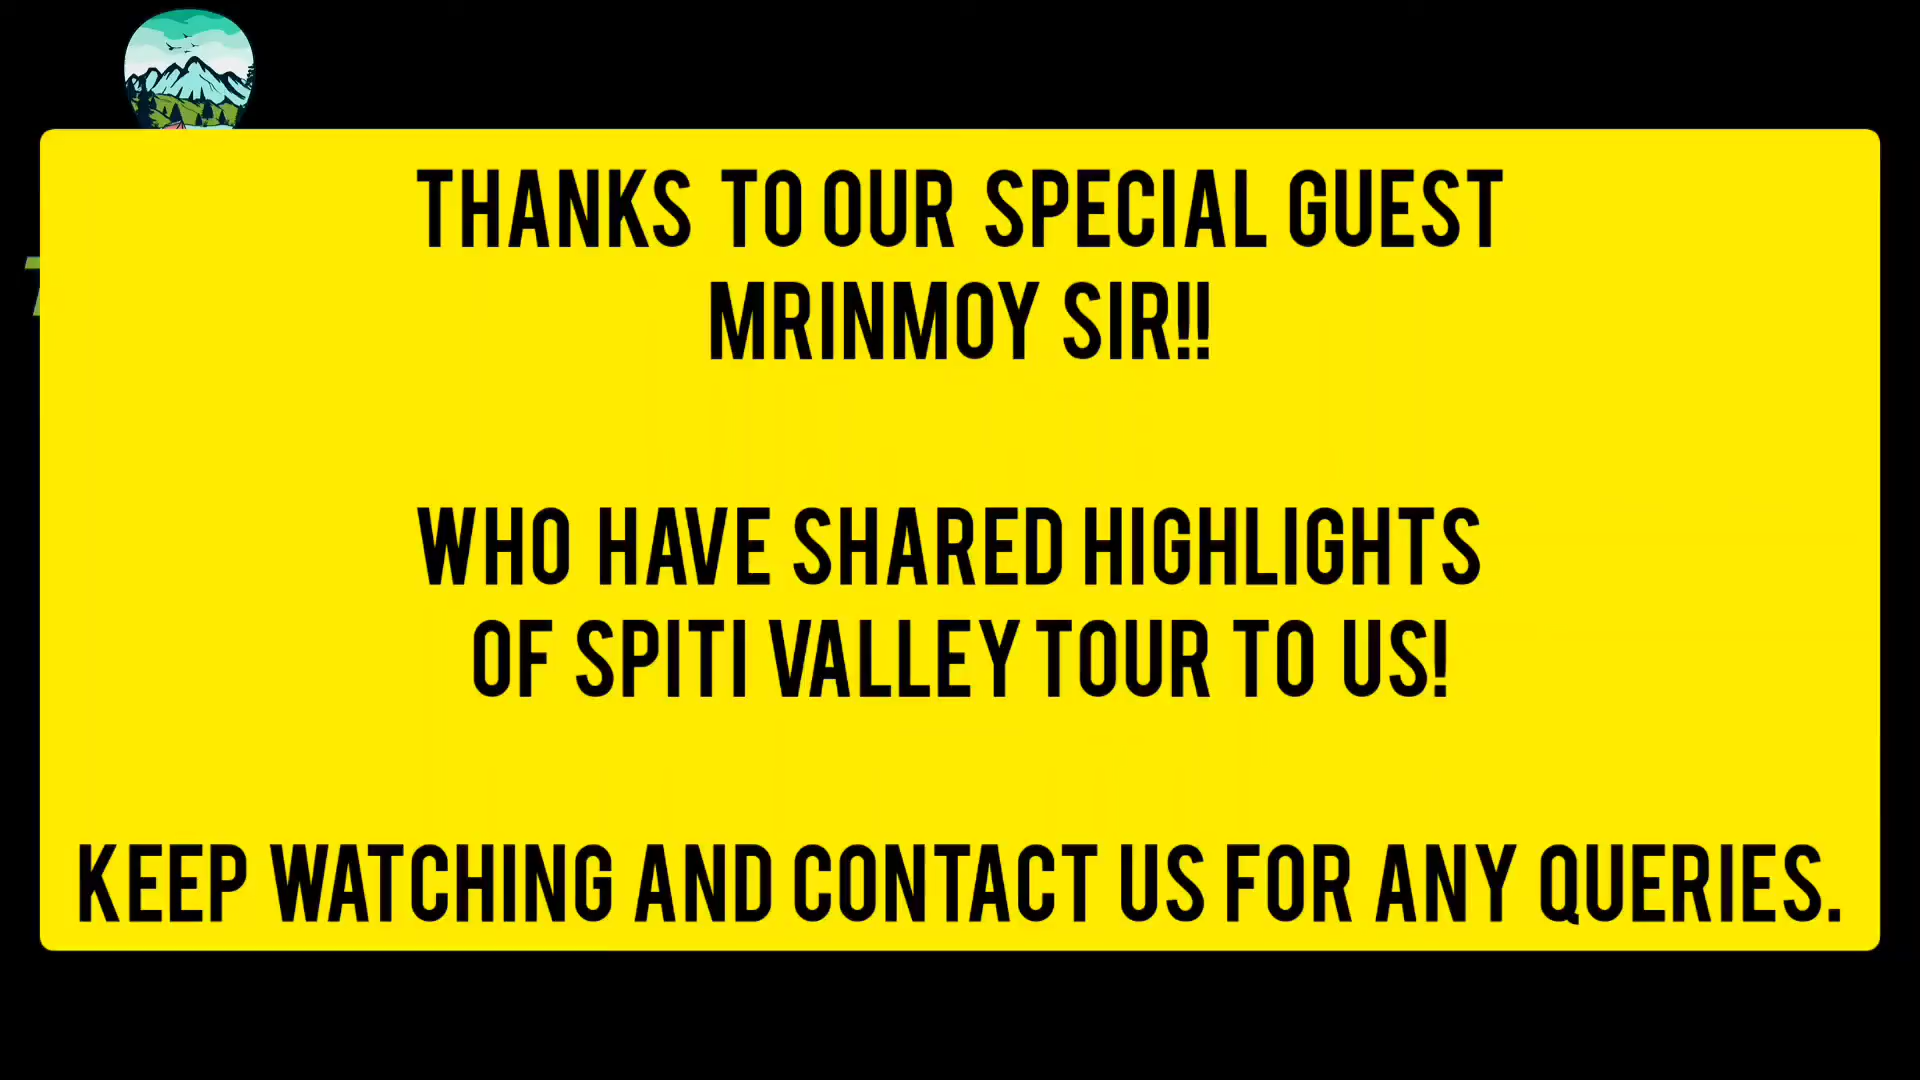 THANKS TO OUR SPECIAL GUEST
MRINMOY SIR!!
WHO HAVE SHARED HIGHLIGHTS
OF SPITI VALLEY TOUR TO US!
KEEP WATCHING AND CONTACT US FOR ANY QUERIES.